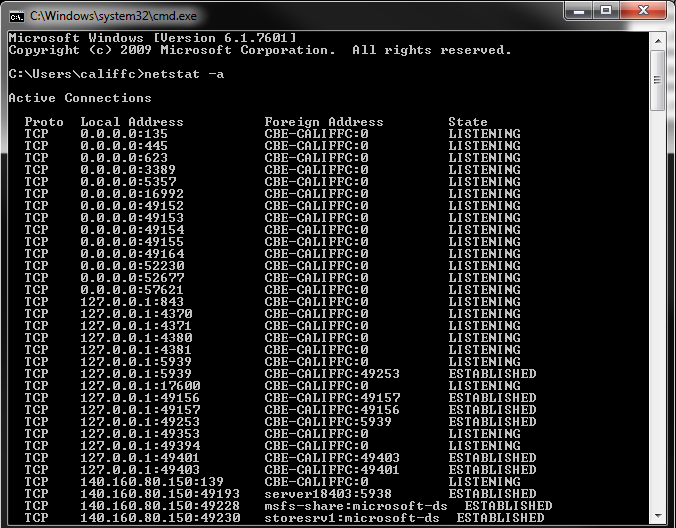 C:\Windows\system32\cmd.exe
Microsoft Windows [Version 6.1.7601]
Copyright (c) 2009 Microsoft Corporation.  All rights reserved.
C:\Users\califfc>netstat -a
Active Connections
Proto  Local Address          Foreign Address        State
TCP    0.0.0.0:135            CBE-CALIFFC:0          LISTENING
TCP    0.0.0.0:445            CBE-CALIFFC:0          LISTENING
TCP    0.0.0.0:623            CBE-CALIFFC:0          LISTENING
TCP    0.0.0.0:3389           CBE-CALIFFC:0          LISTENING
TCP    0.0.0.0:5357           CBE-CALIFFC:0          LISTENING
TCP    0.0.0.0:16992          CBE-CALIFFC:0          LISTENING
TCP    0.0.0.0:49152          CBE-CALIFFC:0          LISTENING
TCP    0.0.0.0:49153          CBE-CALIFFC:0          LISTENING
TCP    0.0.0.0:49154          CBE-CALIFFC:0          LISTENING
TCP    0.0.0.0:49155          CBE-CALIFFC:0          LISTENING
TCP    0.0.0.0:49164          CBE-CALIFFC:0          LISTENING
TCP    0.0.0.0:52230          CBE-CALIFFC:0          LISTENING
TCP    0.0.0.0:52677          CBE-CALIFFC:0          LISTENING
TCP    0.0.0.0:57621          CBE-CALIFFC:0          LISTENING
TCP    127.0.0.1:843          CBE-CALIFFC:0          LISTENING
TCP    127.0.0.1:4370         CBE-CALIFFC:0          LISTENING
TCP    127.0.0.1:4371         CBE-CALIFFC:0          LISTENING
TCP    127.0.0.1:4380         CBE-CALIFFC:0          LISTENING
TCP    127.0.0.1:4381         CBE-CALIFFC:0          LISTENING
TCP    127.0.0.1:5939         CBE-CALIFFC:0          LISTENING
TCP    127.0.0.1:5939         CBE-CALIFFC:49253      ESTABLISHED
TCP    127.0.0.1:17600        CBE-CALIFFC:0          LISTENING
TCP    127.0.0.1:49156        CBE-CALIFFC:49157      ESTABLISHED
TCP    127.0.0.1:49157        CBE-CALIFFC:49156      ESTABLISHED
TCP    127.0.0.1:49253        CBE-CALIFFC:5939       ESTABLISHED
TCP    127.0.0.1:49353        CBE-CALIFFC:0          LISTENING
TCP    127.0.0.1:49394        CBE-CALIFFC:0          LISTENING
TCP    127.0.0.1:49401        CBE-CALIFFC:49403      ESTABLISHED
TCP    127.0.0.1:49403        CBE-CALIFFC:49401      ESTABLISHED
TCP    140.160.80.150:139     CBE-CALIFFC:0          LISTENING
TCP    140.160.80.150:49193   server18403:5938       ESTABLISHED
TCP    140.160.80.150:49228   msfs-share:microsoft-ds  ESTABLISHED
TCP    140.160.80.150:49230   storesrv1:microsoft-ds  ESTABLISHED